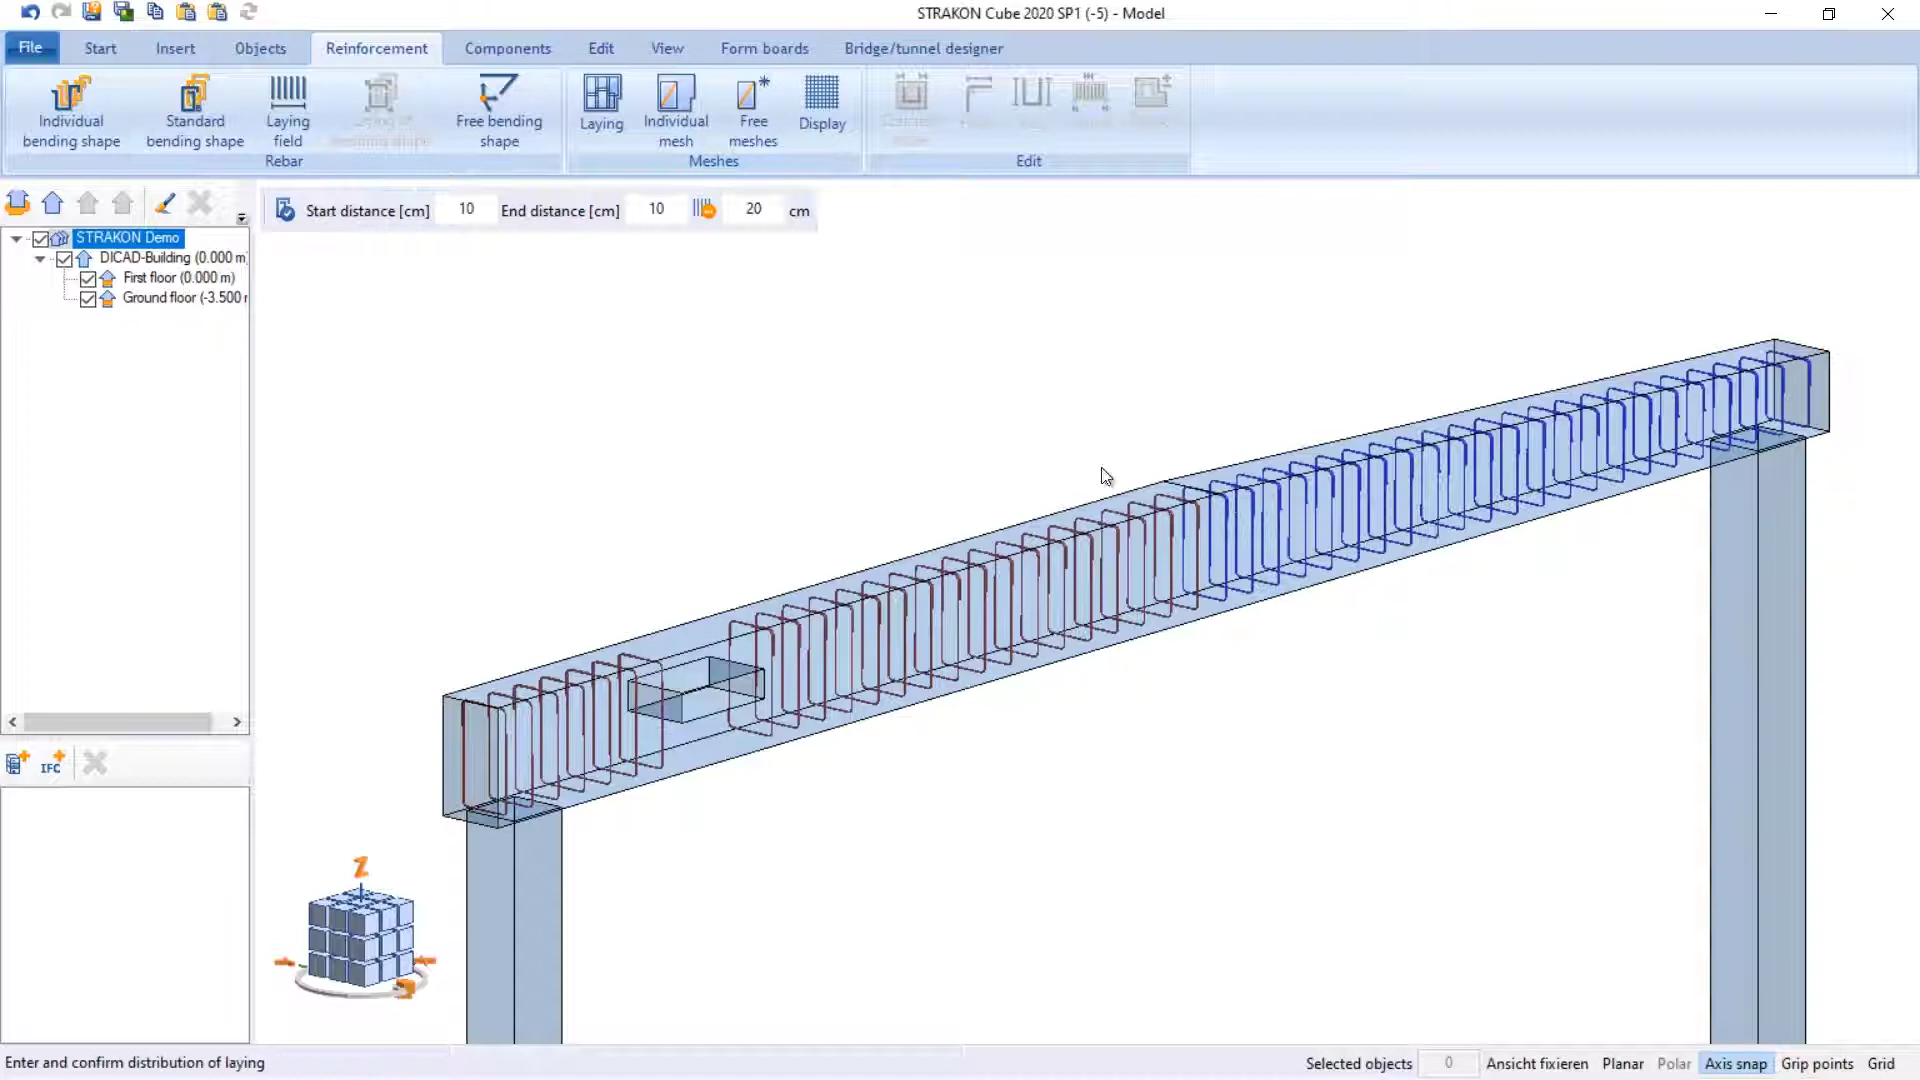 STRAKON Cube 2020 SP1 (-5) - Model
File Start Insert Objects Reinforcement Components Edit View Form boards Bridge/tunnel designer
Individual bending shape
Standard bending shape
Laying field
Free bending shape
Laying
Individual mesh
Free meshes
Display
Rebar Meshes Edit
Start distance [cm] 10 End distance [cm] 10 20 cm
STRAKON Demo
DICAD-Building (0.000 m
First floor (0.000 m)
Ground floor (-3.500 r
IFC
Z
Enter and confirm distribution of laying
Selected objects 0 Ansicht fixieren Planar Polar Axis snap Grip points Grid